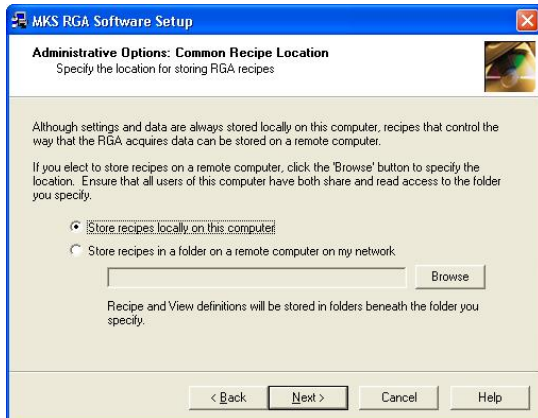 MKS RGA Software Setup
Administrative Options: Common Recipe Location
Specify the location for storing RGA recipes
Although settings and data are always stored locally on this computer, recipes that control the
way that the RGA acquires data can be stored on a remote computer.
If you elect to store recipes on a remote computer, click the 'Browse' button to specify the
location. Ensure that all users of this computer have both share and read access to the folder
you specify.
Store recipes locally on this computer
Store recipes in a folder on a remote computer on my network
Browse
Recipe and View definitions will be stored in folders beneath the folder you
specify.
< Back Next > Cancel Help